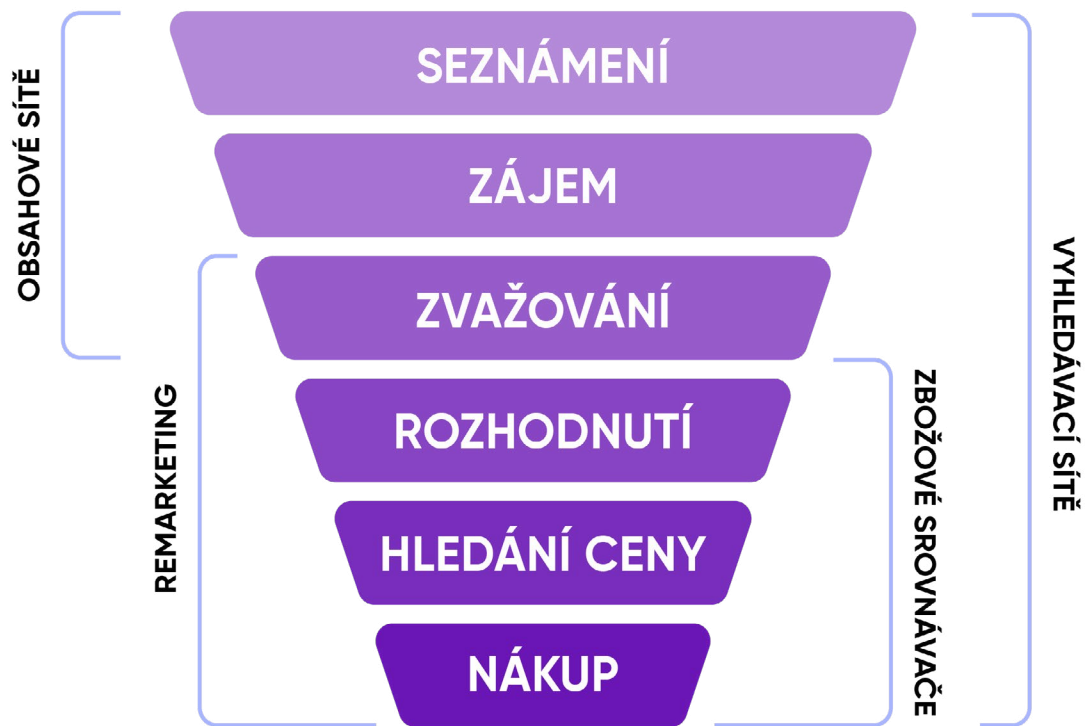 SEZNÁMENÍ
ZÁJEM
ZVAŽOVÁNÍ
ROZHODNUTÍ
HLEDÁNÍ CENY
NÁKUP
OBSAHOVÉ SÍTĚ
REMARKETING
ZBOŽOVÉ SROVNÁVAČE
VYHLEDÁVACÍ SÍTĚ